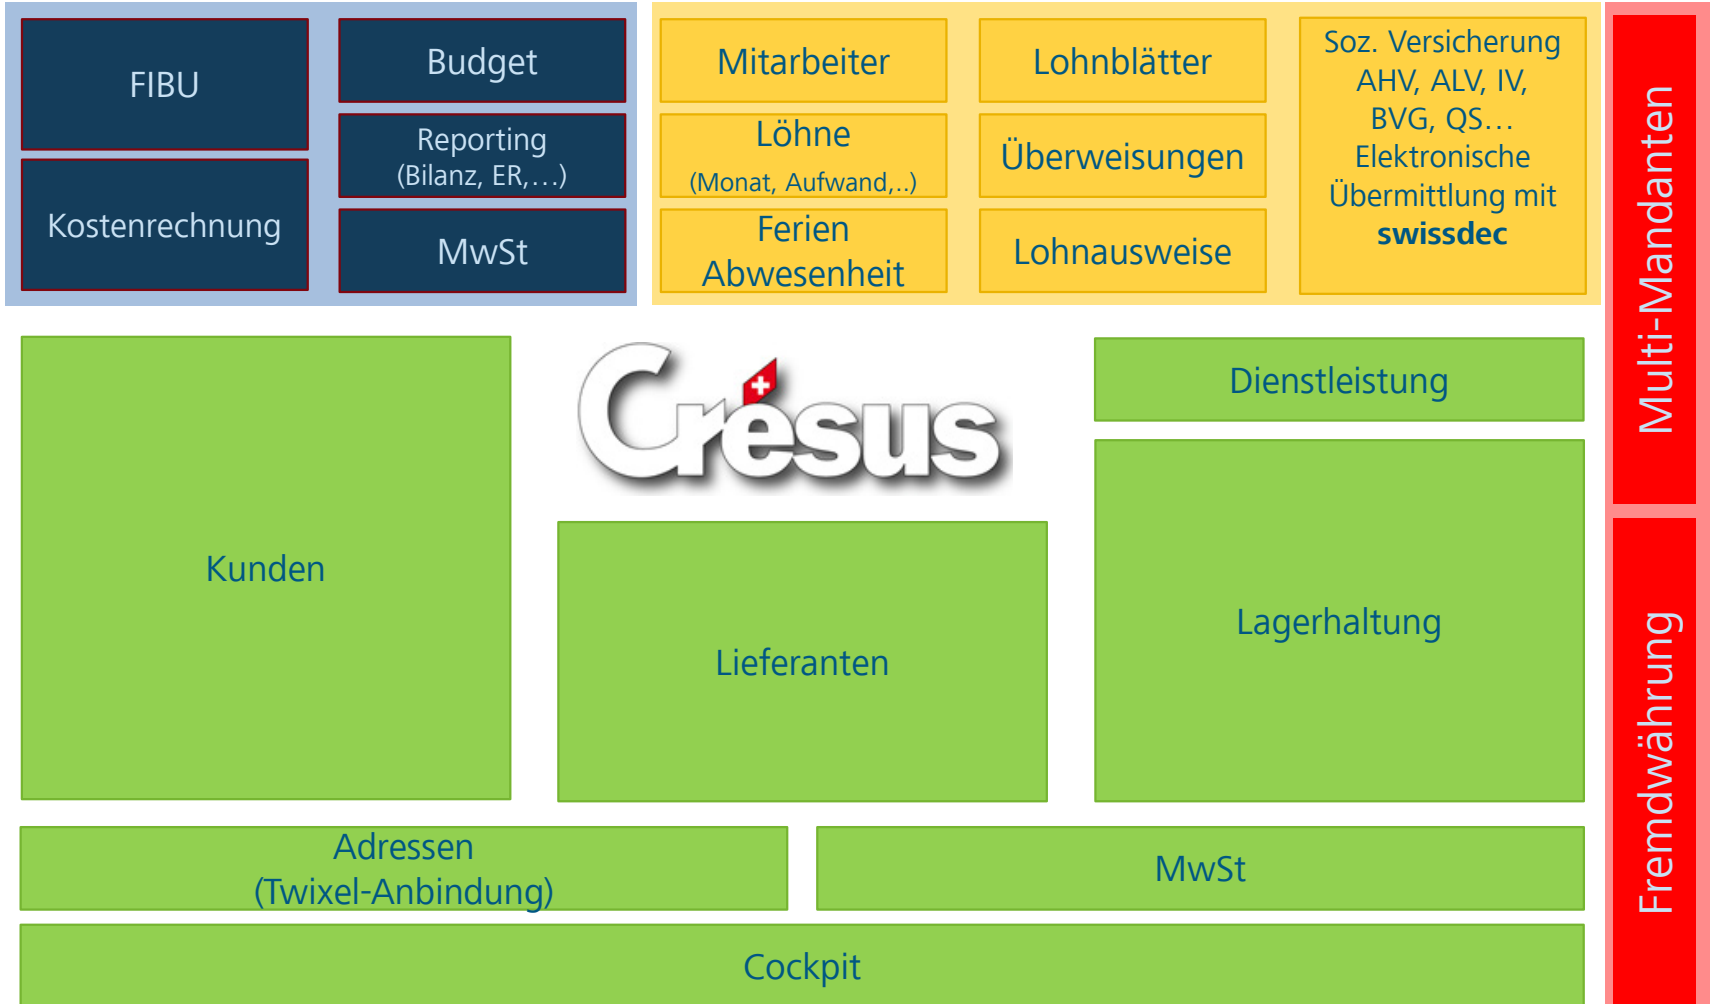 FIBU
Kostenrechnung
Budget
Reporting
(Bilanz, ER,…)
MwSt
Mitarbeiter
Löhne
(Monat, Aufwand,..)
Ferien
Abwesenheit
Lohnblätter
Überweisungen
Lohnausweise
Soz. Versicherung
AHV, ALV, IV,
BVG, QS…
Elektronische
Übermittlung mit
swissdec
Multi-Mandanten
Fremdwährung
Kunden
Crésus
Lieferanten
Dienstleistung
Lagerhaltung
Adressen
(Twixel-Anbindung)
MwSt
Cockpit